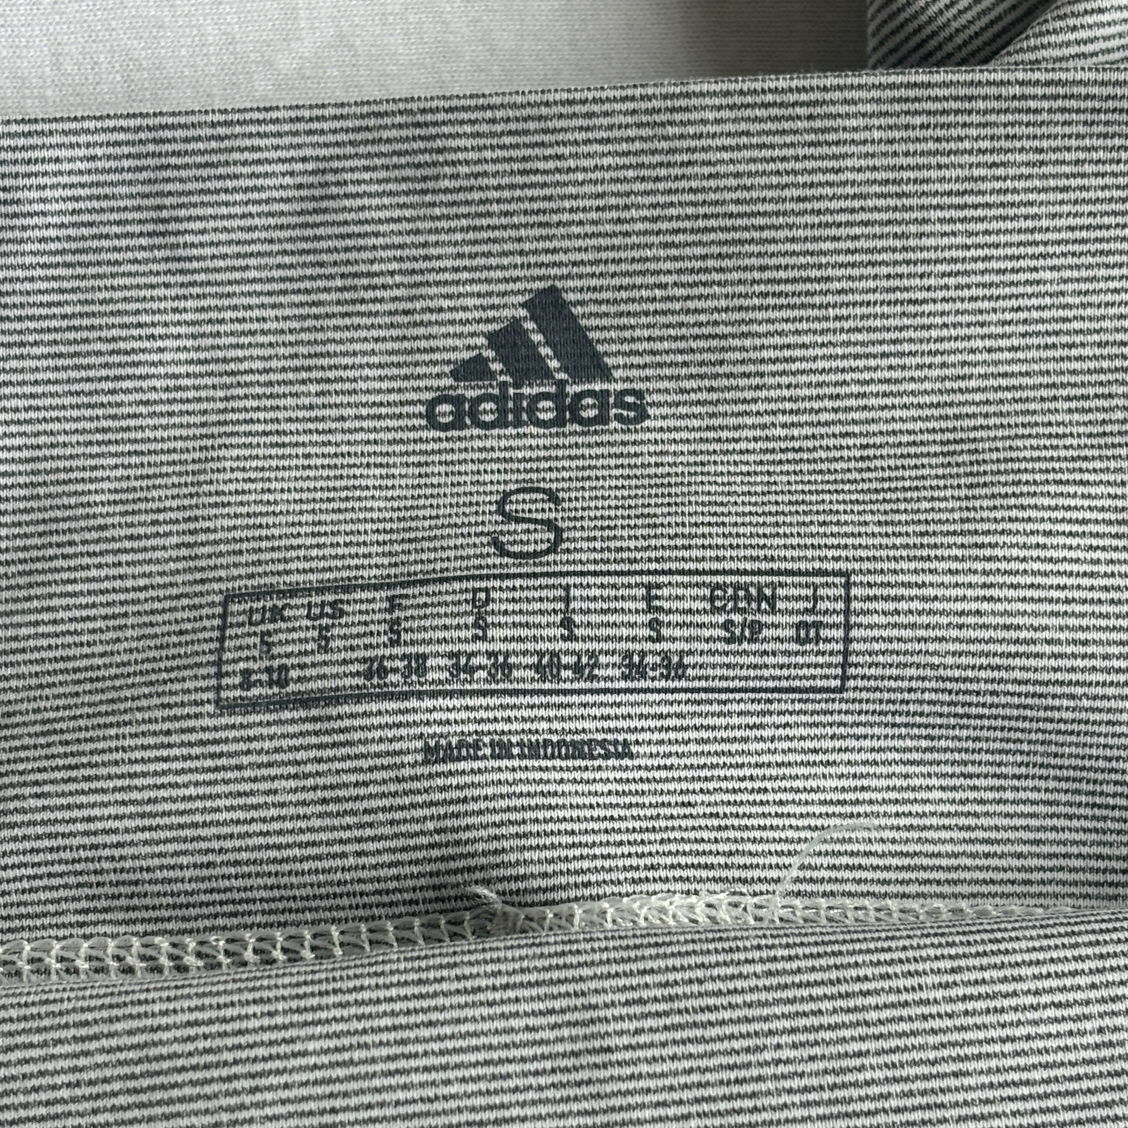 adidas
S
UK US F D I E CDN J
S S S S S S S/P OT
8-10 36-38 34-36 40-42 34-36
MADE IN INDONESIA